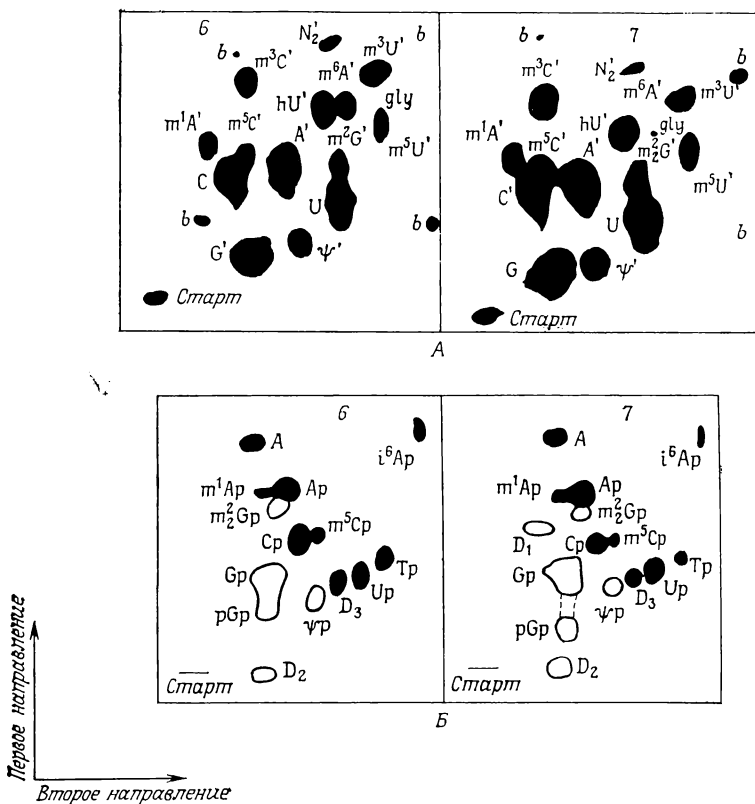 6
b
N₂'
b
m³C'
m⁶A'
m³U'
hU'
gly
m¹A'
m⁵C'
A'
m²G'
m⁵U'
C
U
b
b
G'
ψ'
Старт
7
b
N₂'
b
m³C'
m⁶A'
m³U'
hU'
gly
m¹A'
m⁵C'
A'
m₂²G'
m⁵U'
C'
U
b
G
ψ'
Старт
А
6
A
i⁶Ap
m¹Ap
Ap
m₂²Gp
Cp
m⁵Cp
Gp
Tp
Up
D₃
pGp
ψp
D₂
Старт
7
A
i⁶Ap
m¹Ap
Ap
m₂²Gp
D₁
Cp
m⁵Cp
Gp
Tp
Up
D₃
ψp
pGp
D₂
Старт
Б
Первое направление
Второе направление